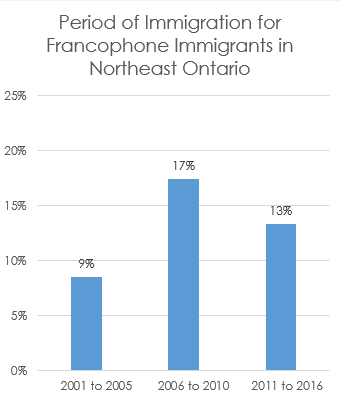 Period of Immigration for
Francophone Immigrants in
Northeast Ontario
25%
20%
17%
15%
13%
10%
9%
5%
0%
2001 to 2005
2006 to 2010
2011 to 2016